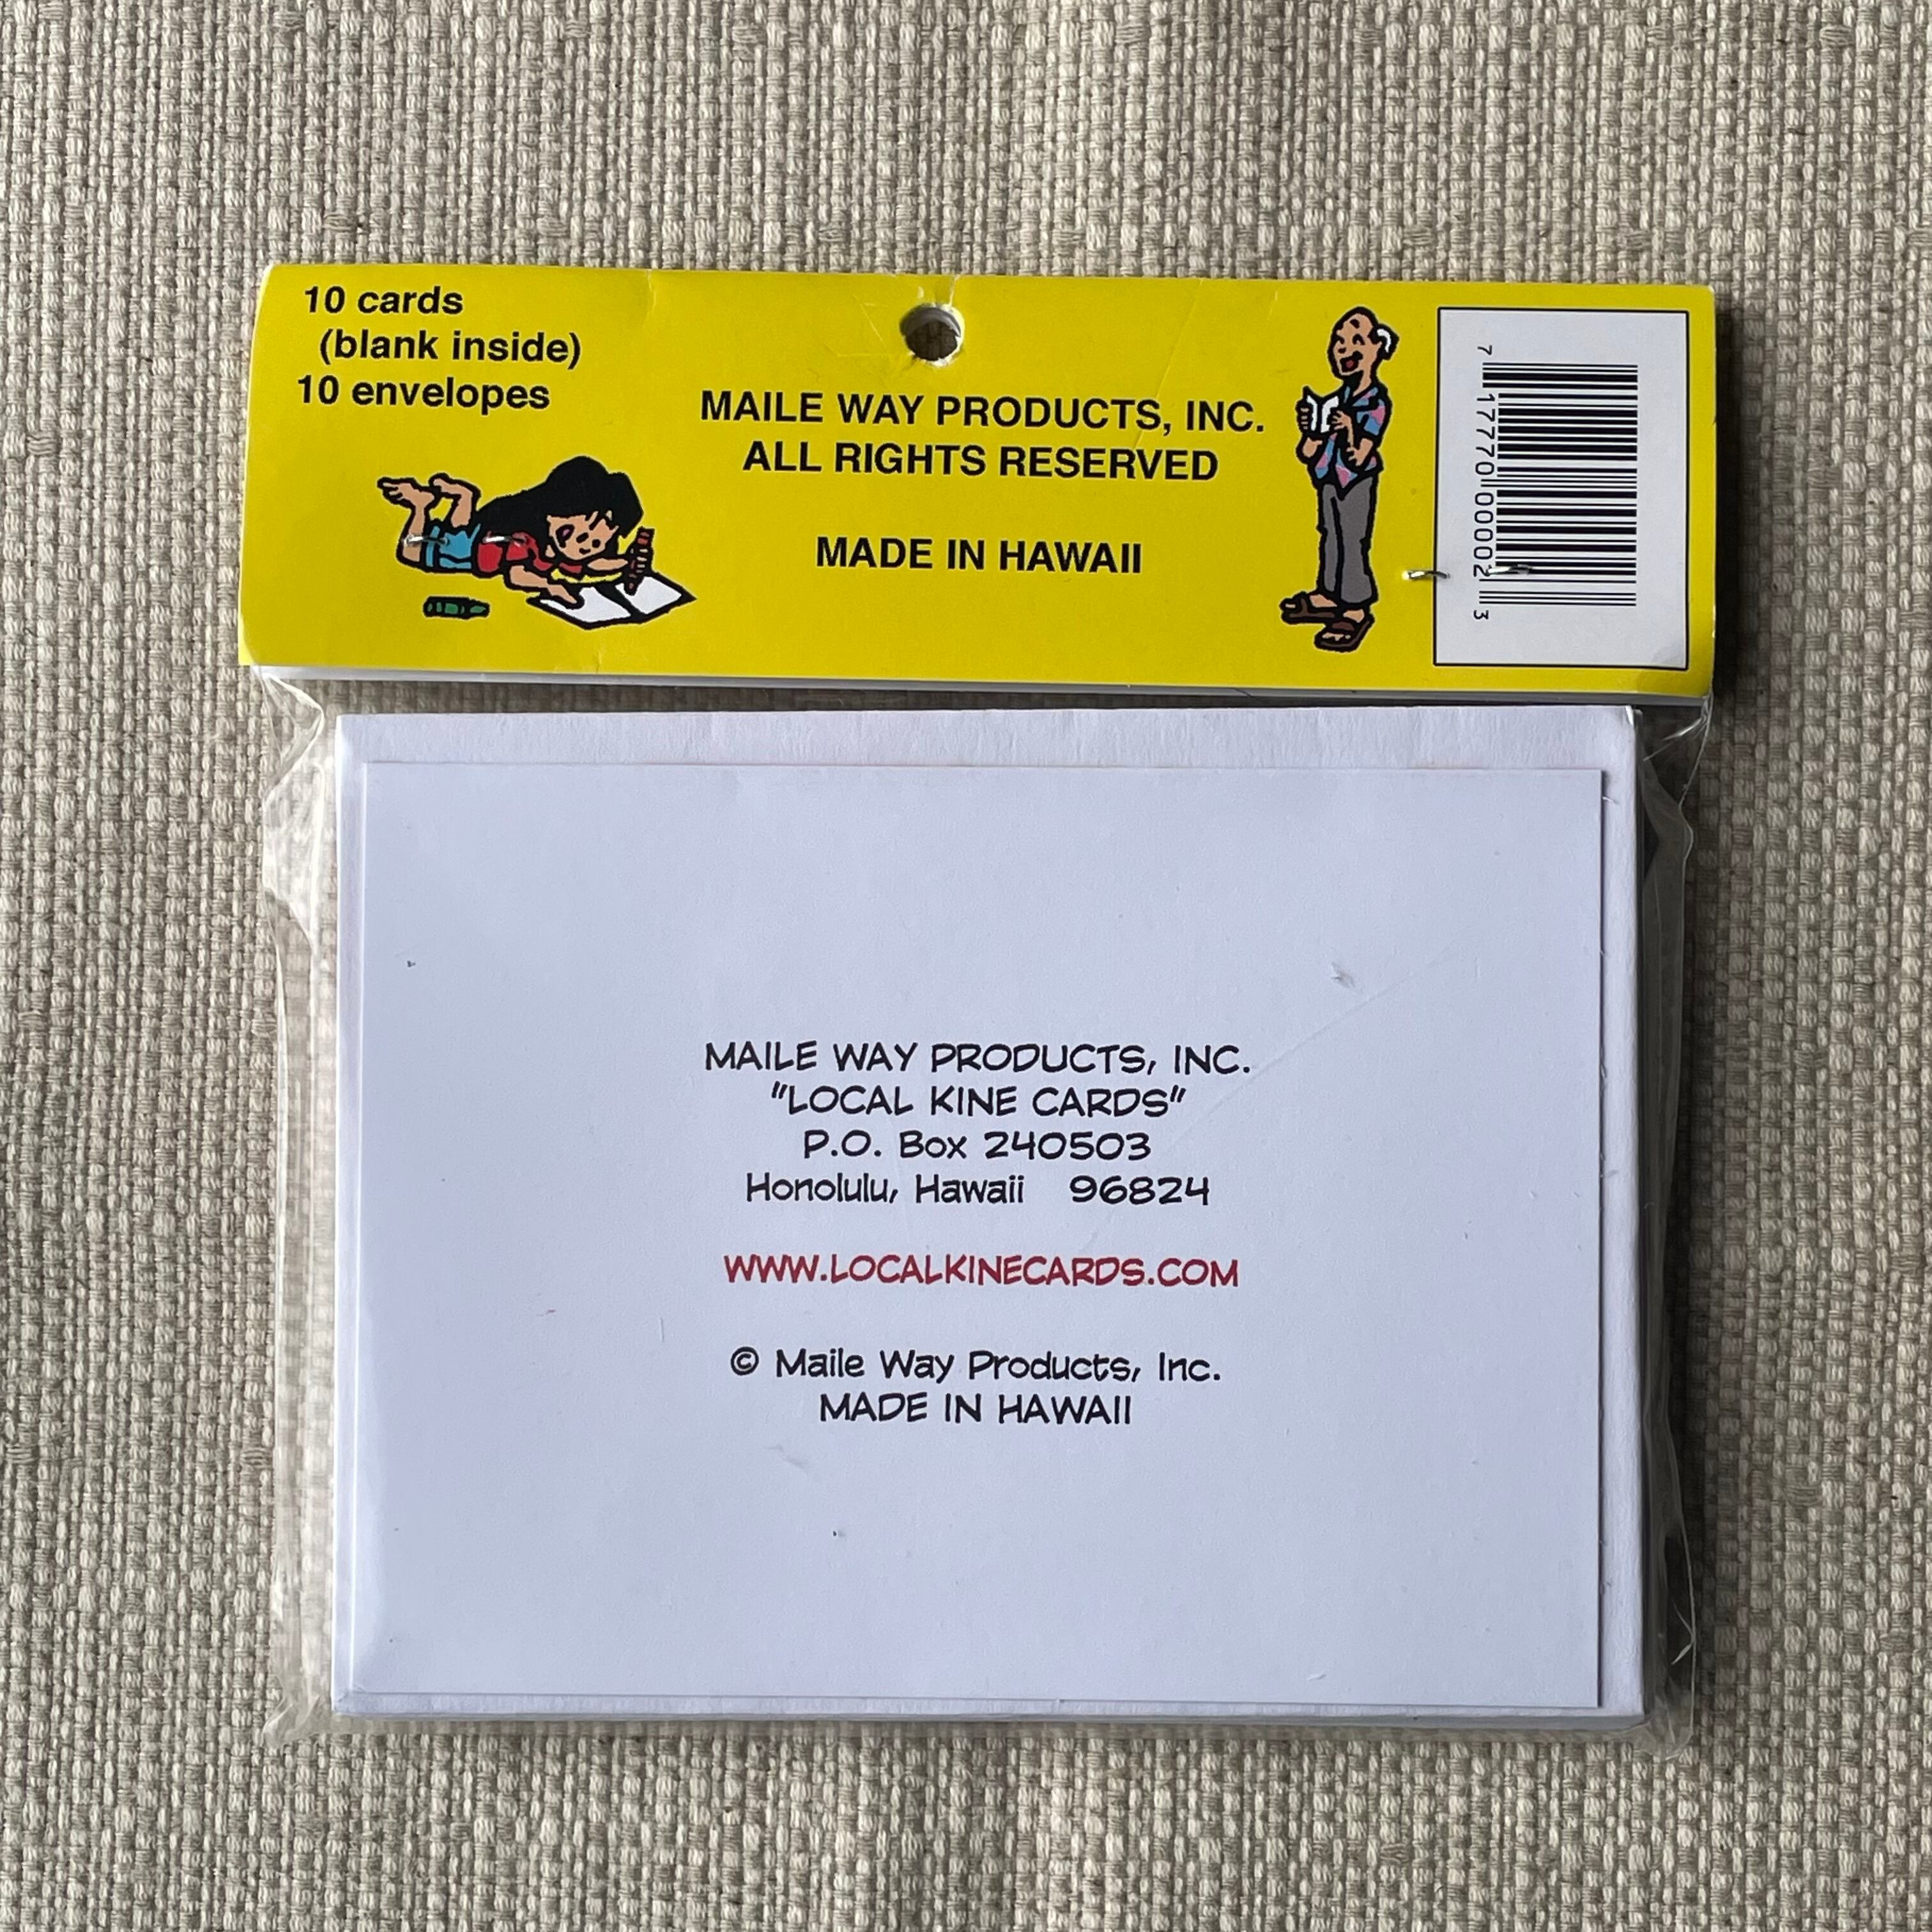 10 cards
(blank inside)
10 envelopes
MAILE WAY PRODUCTS, INC.
ALL RIGHTS RESERVED
MADE IN HAWAII
7 17770 00002 3
MAILE WAY PRODUCTS, INC.
"LOCAL KINE CARDS"
P.O. Box 240503
Honolulu, Hawaii 96824
WWW.LOCALKINECARDS.COM
© Maile Way Products, Inc.
MADE IN HAWAII